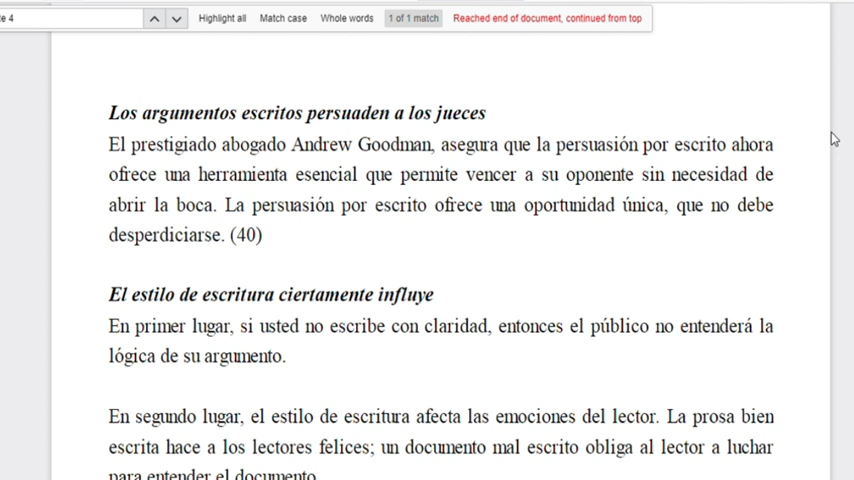 e 4
Highlight all
Match case
Whole words
1 of 1 match
Reached end of document, continued from top
Los argumentos escritos persuaden a los jueces
El prestigiado abogado Andrew Goodman, asegura que la persuasión por escrito ahora
ofrece una herramienta esencial que permite vencer a su oponente sin necesidad de
abrir la boca. La persuasión por escrito ofrece una oportunidad única, que no debe
desperdiciarse. (40)
El estilo de escritura ciertamente influye
En primer lugar, si usted no escribe con claridad, entonces el público no entenderá la
lógica de su argumento.
En segundo lugar, el estilo de escritura afecta las emociones del lector. La prosa bien
escrita hace a los lectores felices; un documento mal escrito obliga al lector a luchar
para entender el documento